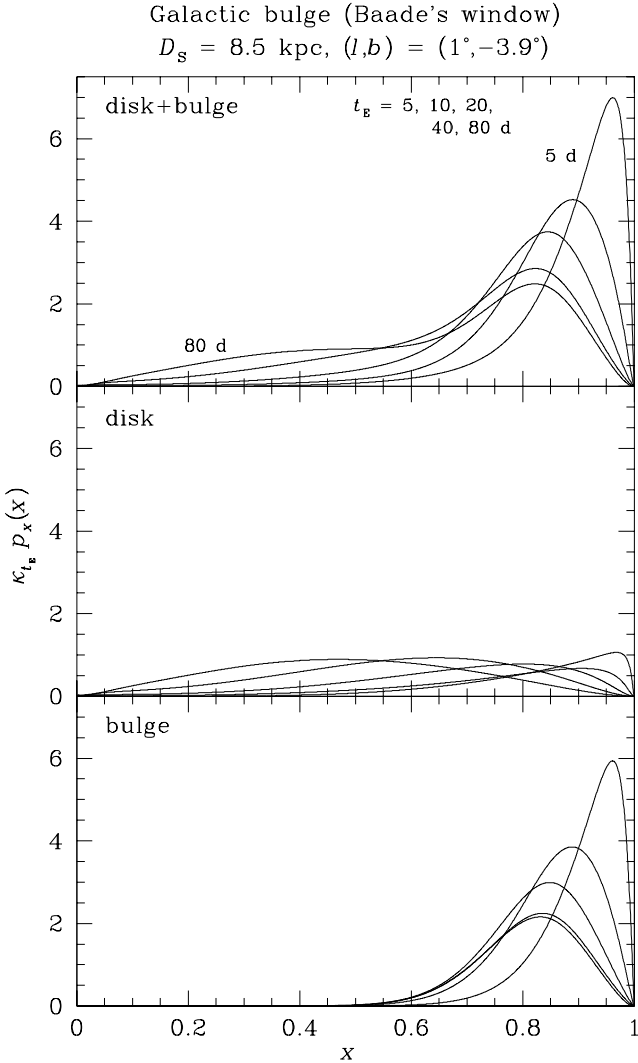 Galactic bulge (Baade's window)
D_S = 8.5 kpc, (l,b) = (1°,−3.9°)
disk+bulge
t_E = 5, 10, 20,
40, 80 d
5 d
80 d
6
4
2
0
disk
6
4
2
0
κ_{t_E} p_x(x)
bulge
6
4
2
0
0 0.2 0.4 0.6 0.8 1
x